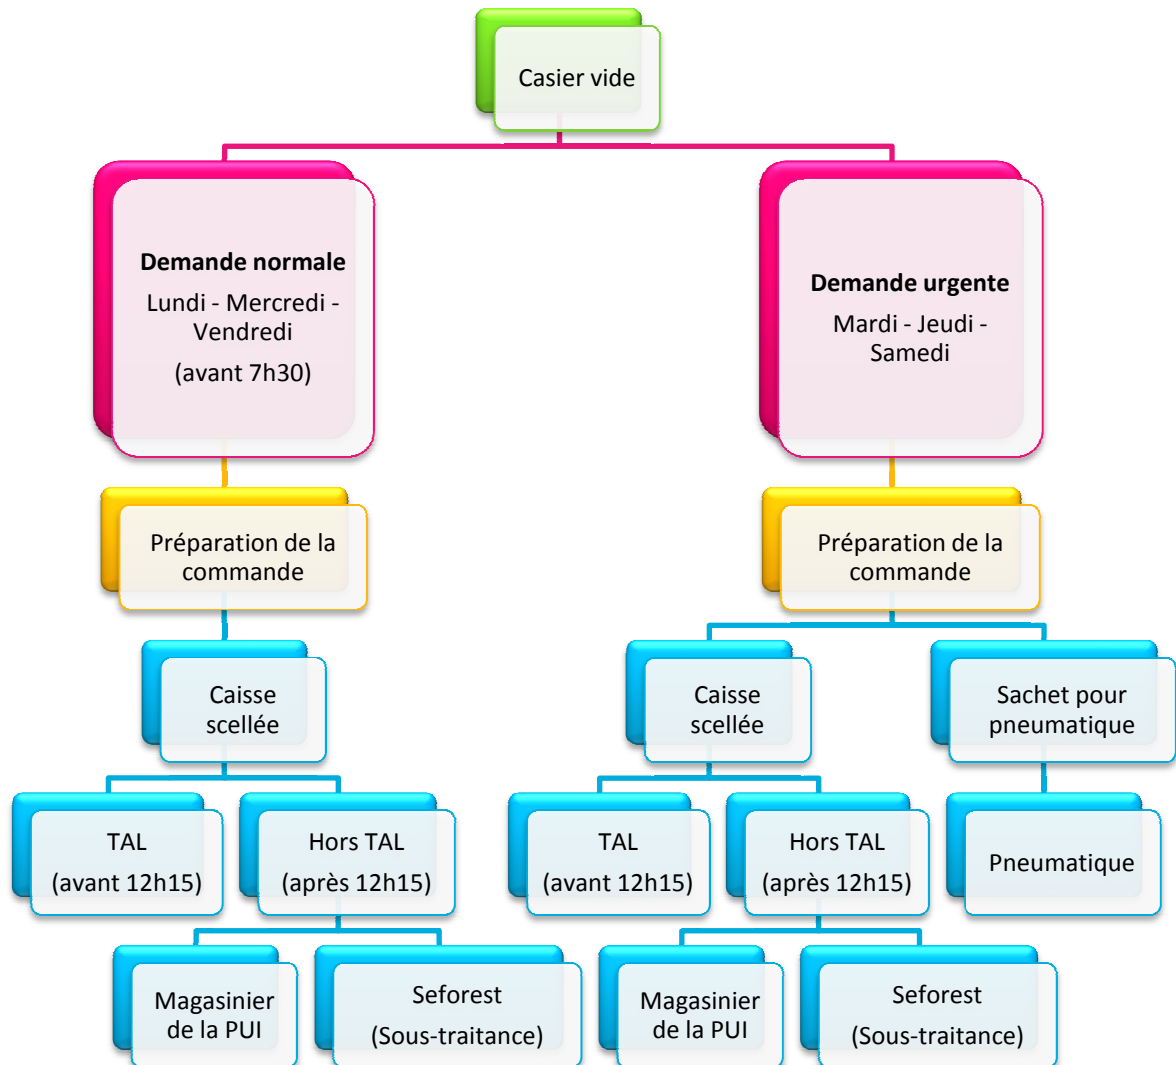 Casier vide
Demande normale
Lundi - Mercredi -
Vendredi
(avant 7h30)
Demande urgente
Mardi - Jeudi -
Samedi
Préparation de la
commande
Préparation de la
commande
Caisse
scellée
Caisse
scellée
Sachet pour
pneumatique
TAL
(avant 12h15)
Hors TAL
(après 12h15)
TAL
(avant 12h15)
Hors TAL
(après 12h15)
Pneumatique
Magasinier
de la PUI
Seforest
(Sous-traitance)
Magasinier
de la PUI
Seforest
(Sous-traitance)